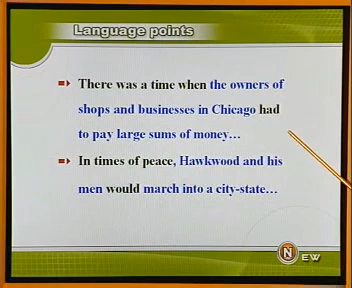 Language points
There was a time when the owners of
shops and businesses in Chicago had
to pay large sums of money…
In times of peace, Hawkwood and his
men would march into a city-state…
N EW